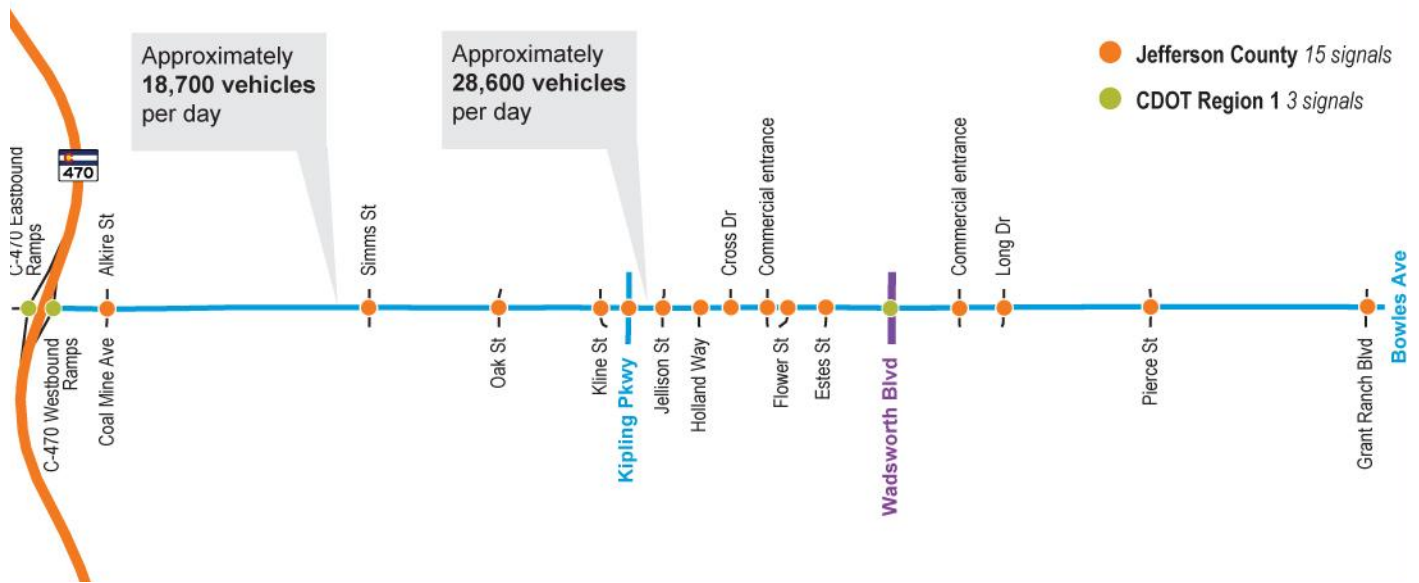 Approximately
18,700 vehicles
per day
Approximately
28,600 vehicles
per day
Jefferson County 15 signals
CDOT Region 1 3 signals
470
C-470 Eastbound
Ramps
Alkire St
Simms St
Cross Dr
Commercial entrance
Commercial entrance
Long Dr
C-470 Westbound
Ramps
Coal Mine Ave
Oak St
Kline St
Kipling Pkwy
Jellison St
Holland Way
Flower St
Estes St
Wadsworth Blvd
Pierce St
Grant Ranch Blvd
Bowles Ave